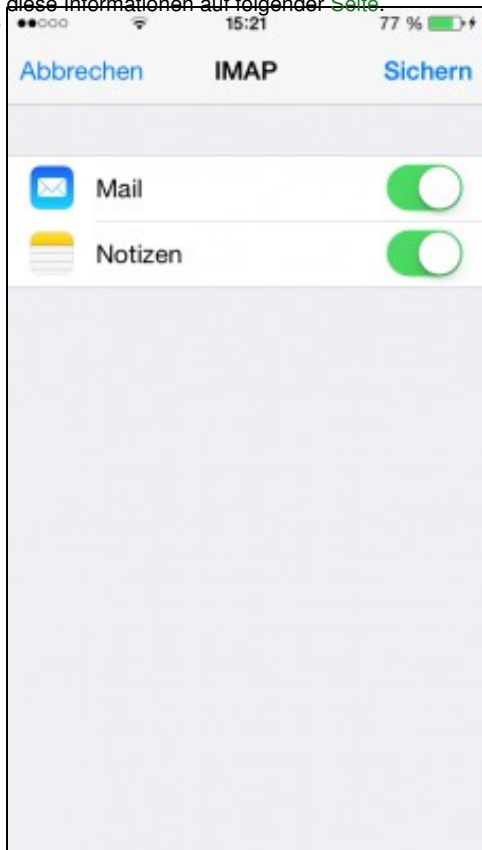 diese Informationen auf folgender Seite.
15:21 77 %
Abbrechen IMAP Sichern
Mail
Notizen